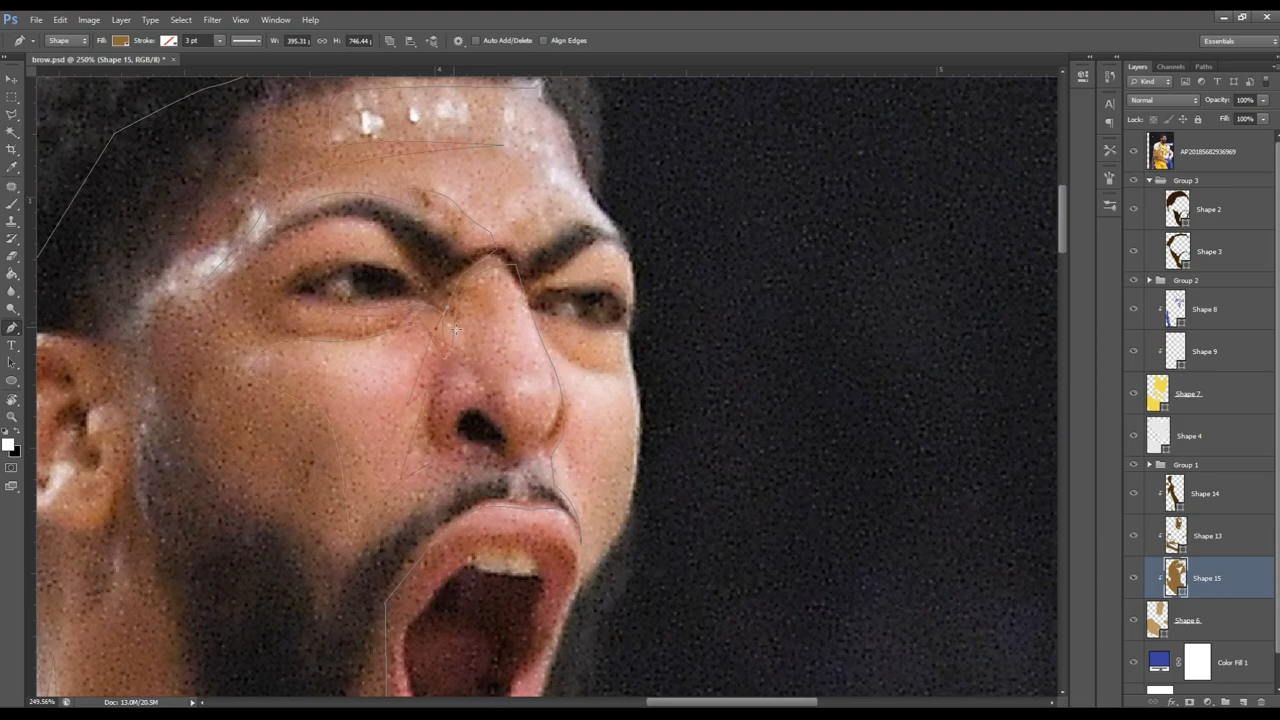 Ps File Edit Image Layer Type Select Filter View Window Help
Shape Fill: Stroke: 3 pt W: 395.31 H: 746.44 Auto Add/Delete Align Edges Essentials
brow.psd @ 250% (Shape 15, RGB/8) * ×
4 5
1
Layers Channels Paths
Kind
Normal Opacity: 100%
Lock: Fill: 100%
AP20185682936969
Group 3
Shape 2
Shape 3
Group 2
Shape 8
Shape 9
Shape 7
Shape 4
Group 1
Shape 14
Shape 13
Shape 15
Shape 6
Color Fill 1
249.56% Doc: 13.0M/20.5M